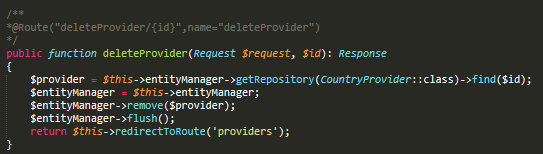 /**
*@Route("deleteProvider/{id}",name="deleteProvider")
*/
public function deleteProvider(Request $request, $id): Response
{
    $provider = $this->entityManager->getRepository(CountryProvider::class)->find($id);
    $entityManager = $this->entityManager;
    $entityManager->remove($provider);
    $entityManager->flush();
    return $this->redirectToRoute('providers');
}